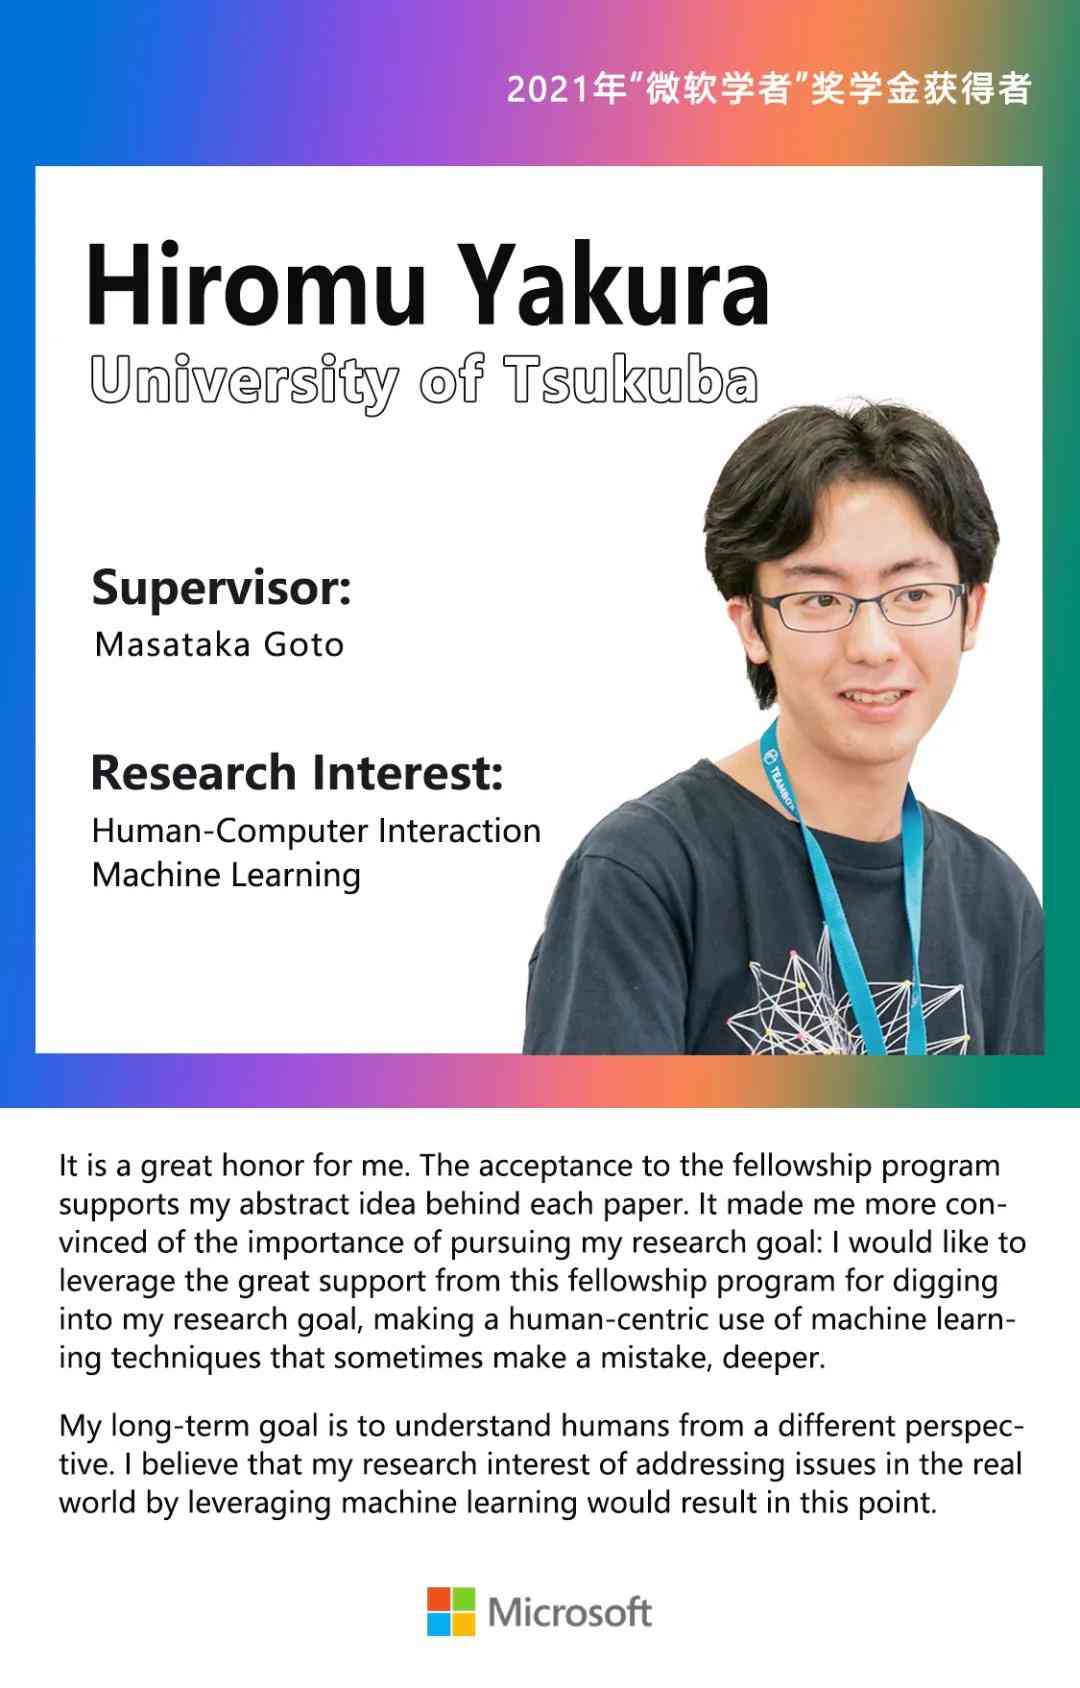 2021年“微软学者”奖学金获得者
Hiromu Yakura
University of Tsukuba
Supervisor:
Masataka Goto
Research Interest:
Human-Computer Interaction
Machine Learning
TEAMBOX
It is a great honor for me. The acceptance to the fellowship program
supports my abstract idea behind each paper. It made me more con-
vinced of the importance of pursuing my research goal: I would like to
leverage the great support from this fellowship program for digging
into my research goal, making a human-centric use of machine learn-
ing techniques that sometimes make a mistake, deeper.
My long-term goal is to understand humans from a different perspec-
tive. I believe that my research interest of addressing issues in the real
world by leveraging machine learning would result in this point.
Microsoft